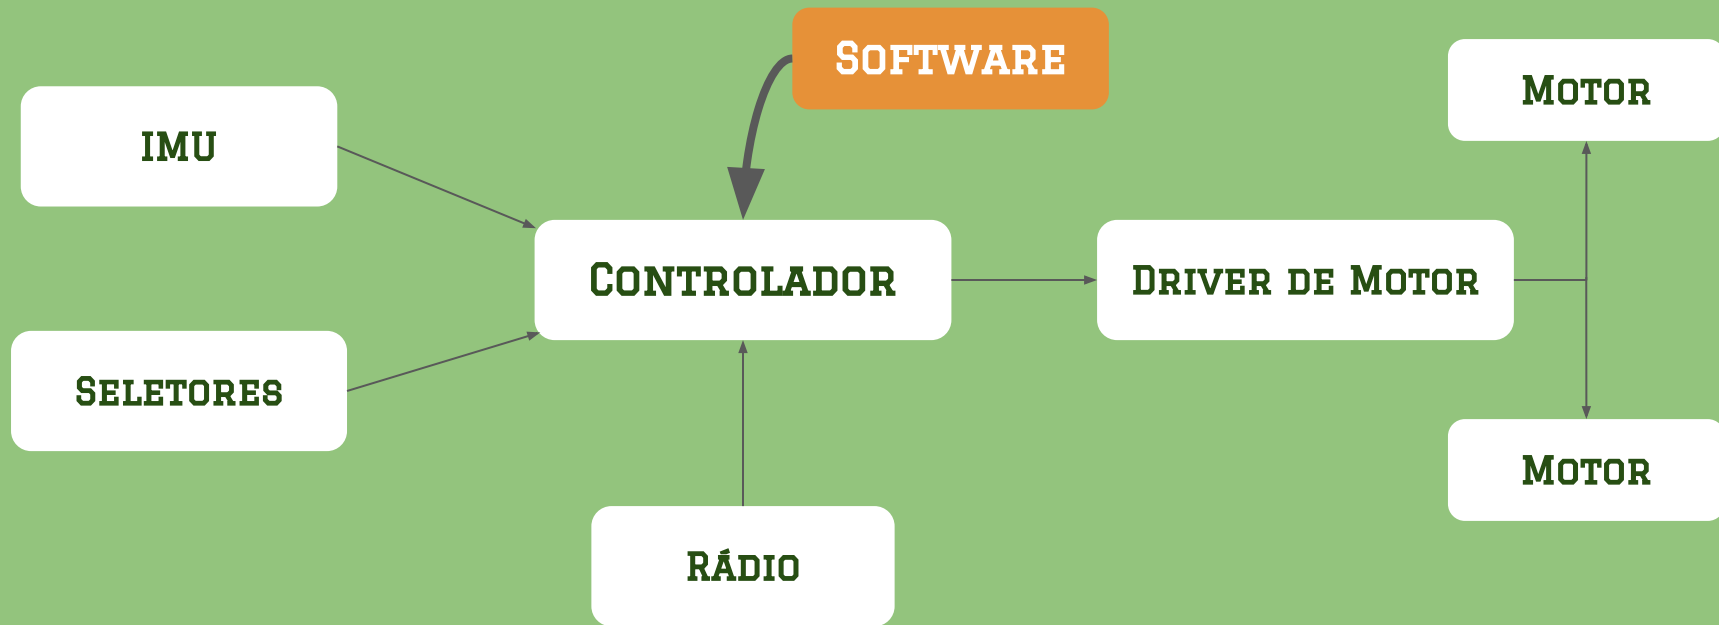 Software
Motor
IMU
Controlador
Driver de Motor
Seletores
Motor
Rádio